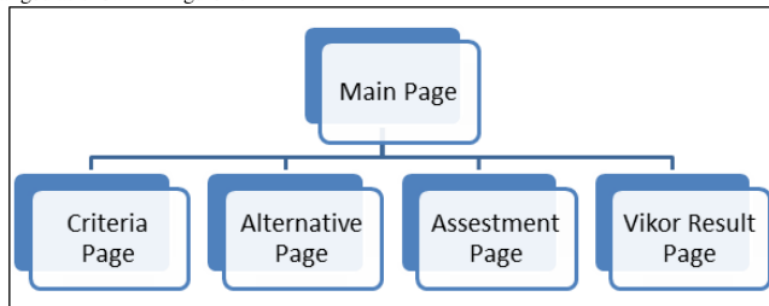 Main Page
Criteria
Page
Alternative
Page
Assestment
Page
Vikor Result
Page